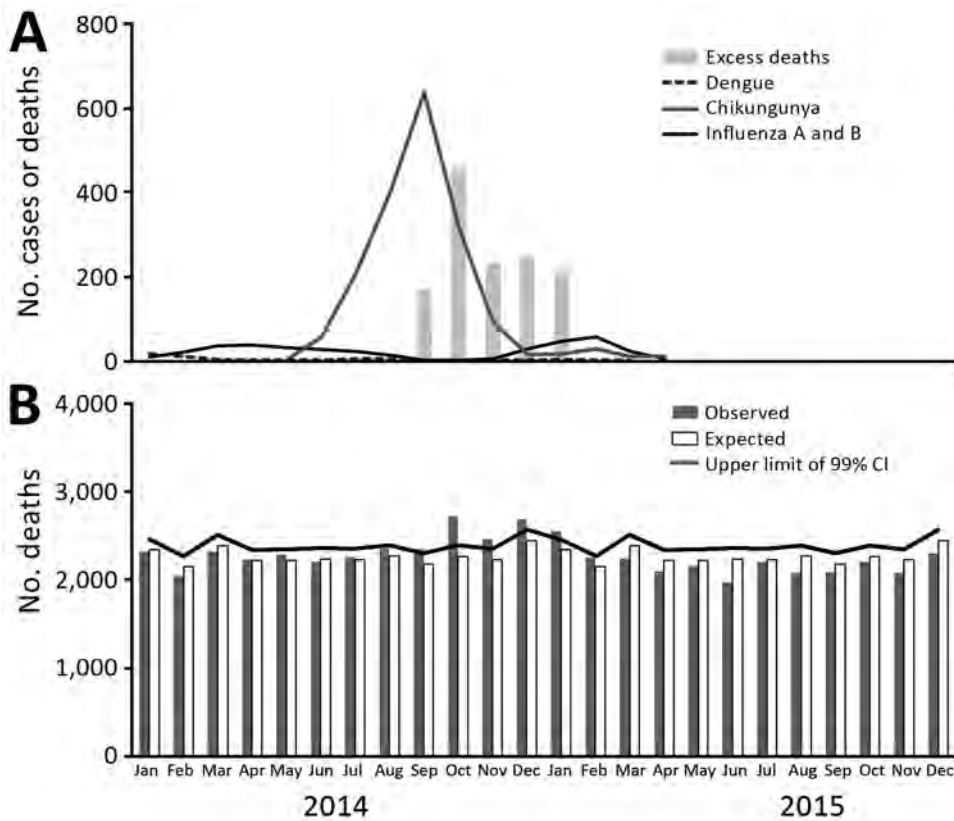 A
No. cases or deaths
800
600
400
200
0
Excess deaths
Dengue
Chikungunya
Influenza A and B
B
No. deaths
4,000
3,000
2,000
1,000
0
Observed
Expected
Upper limit of 99% CI
Jan Feb Mar Apr May Jun Jul Aug Sep Oct Nov Dec Jan Feb Mar Apr May Jun Jul Aug Sep Oct Nov Dec
2014 2015